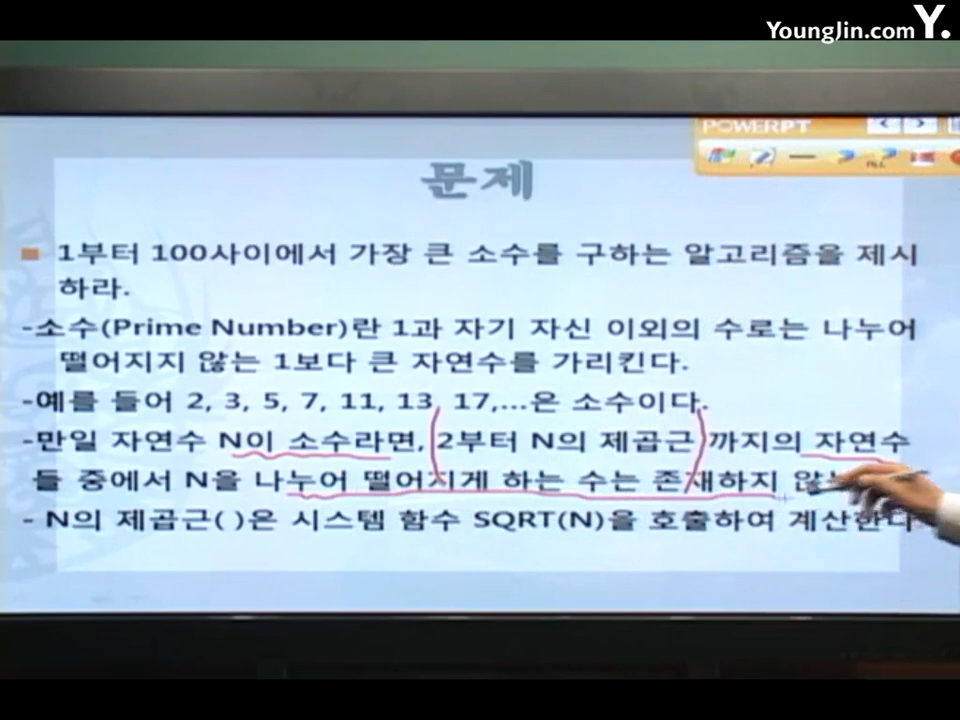 YoungJin.com Y.
POWERPT
ALL
문제
1부터 100사이에서 가장 큰 소수를 구하는 알고리즘을 제시
하라.
-소수(Prime Number)란 1과 자기 자신 이외의 수로는 나누어
떨어지지 않는 1보다 큰 자연수를 가리킨다.
-예를 들어 2, 3, 5, 7, 11, 13, 17,...은 소수이다.
-만일 자연수 N이 소수라면, 2부터 N의 제곱근 까지의 자연수
들 중에서 N을 나누어 떨어지게 하는 수는 존재하지
- N의 제곱근( )은 시스템 함수 SQRT(N)을 호출하여 계산한다